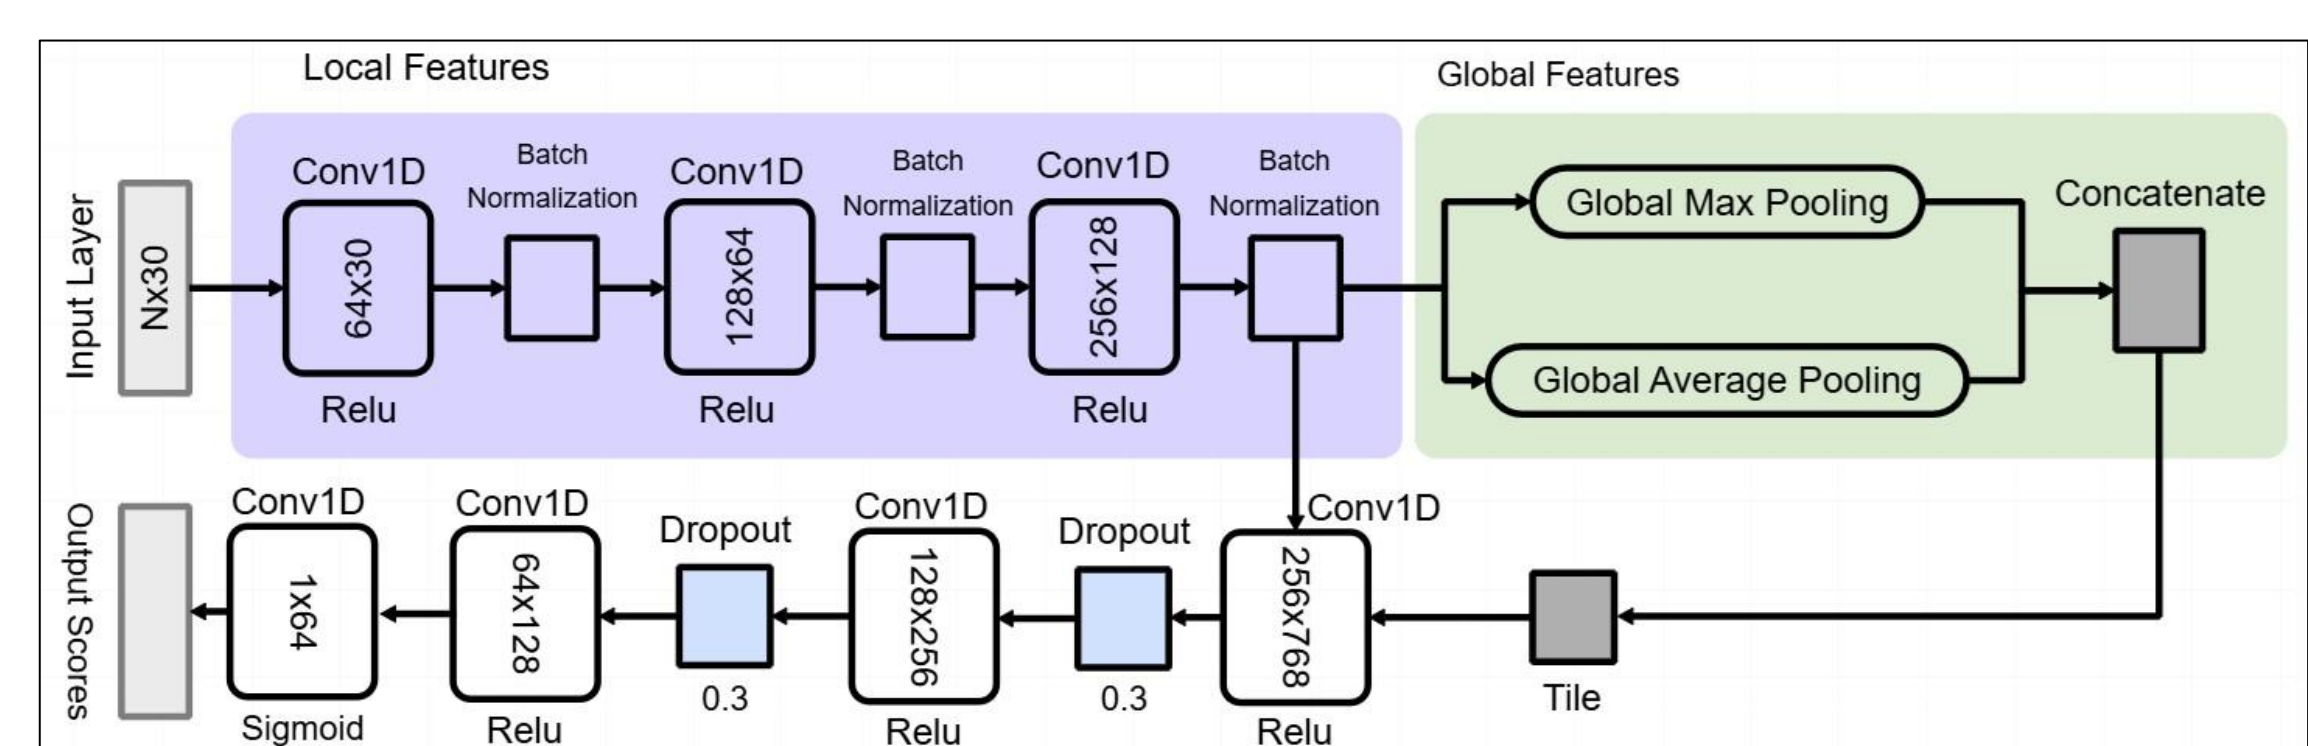 Local Features
Global Features
Input Layer
Nx30
Conv1D
64x30
Relu
Batch
Normalization
Conv1D
128x64
Relu
Batch
Normalization
Conv1D
256x128
Relu
Batch
Normalization
Global Max Pooling
Global Average Pooling
Concatenate
Tile
Conv1D
256x768
Relu
Dropout
0.3
Conv1D
128x256
Relu
Dropout
0.3
Conv1D
64x128
Relu
Conv1D
1x64
Sigmoid
Output Scores